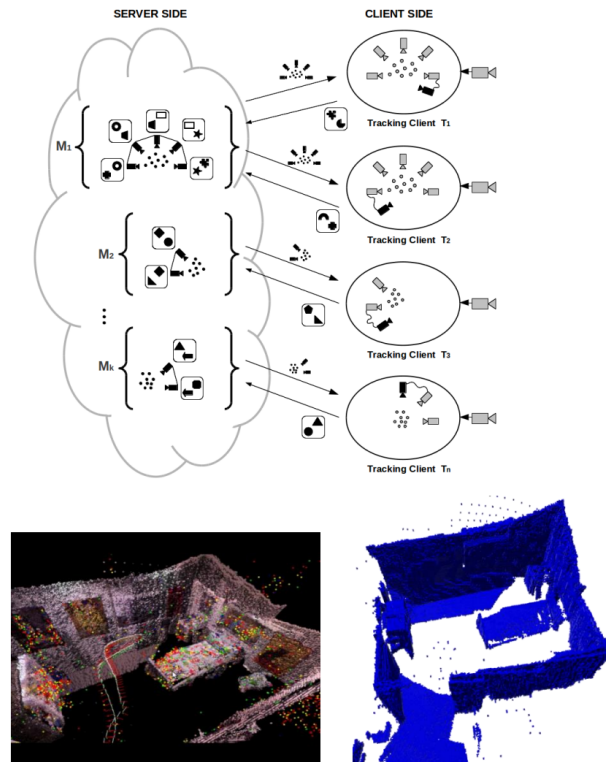 SERVER SIDE
CLIENT SIDE
M1
M2
Mk
Tracking Client T1
Tracking Client T2
Tracking Client T3
Tracking Client Tn